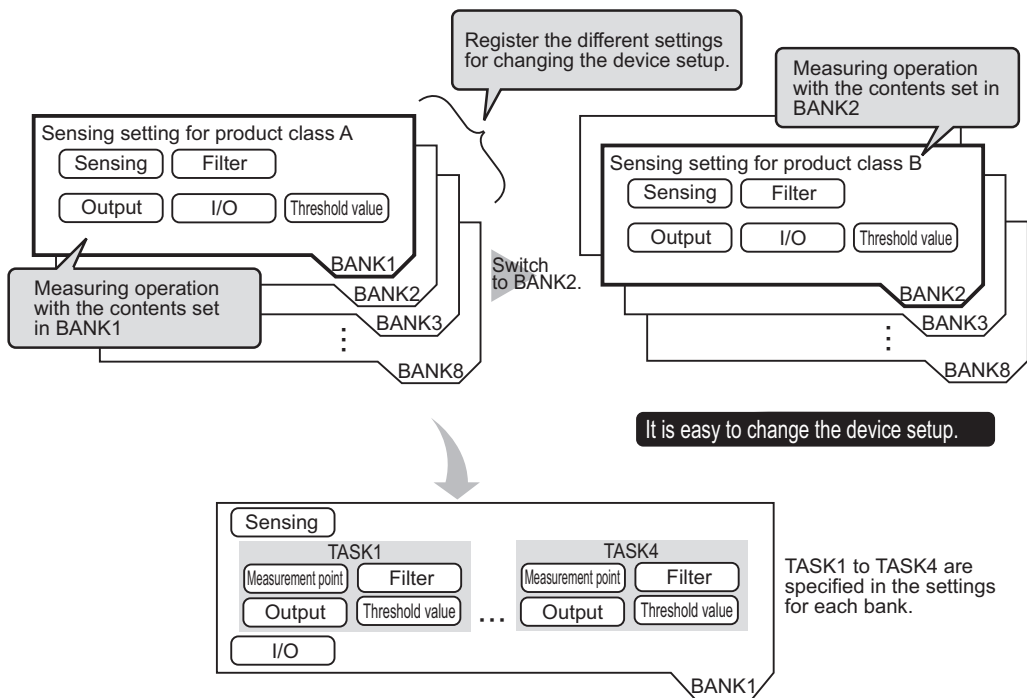 Register the different settings
for changing the device setup.
Measuring operation
with the contents set in
BANK2
Sensing setting for product class A
Sensing
Filter
Output
I/O
Threshold value
BANK1
BANK2
BANK3
⋮
BANK8
Measuring operation
with the contents set
in BANK1
Switch
to BANK2.
Sensing setting for product class B
Sensing
Filter
Output
I/O
Threshold value
BANK2
BANK3
⋮
BANK8
It is easy to change the device setup.
Sensing
TASK1
Measurement point
Filter
Output
Threshold value
...
TASK4
Measurement point
Filter
Output
Threshold value
I/O
BANK1
TASK1 to TASK4 are
specified in the settings
for each bank.